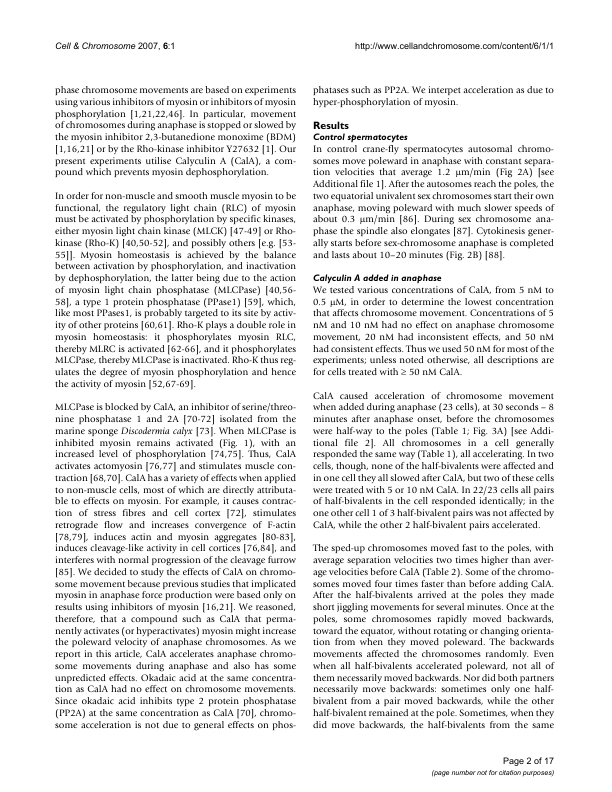 Cell & Chromosome 2007, 6:1
http://www.cellandchromosome.com/content/6/1/1
phase chromosome movements are based on experiments
using various inhibitors of myosin or inhibitors of myosin
phosphorylation [1,21,22,46]. In particular, movement
of chromosomes during anaphase is stopped or slowed by
the myosin inhibitor 2,3-butanedione monoxime (BDM)
[1,16,21] or by the Rho-kinase inhibitor Y27632 [1]. Our
present experiments utilise Calyculin A (CalA), a com-
pound which prevents myosin dephosphorylation.
In order for non-muscle and smooth muscle myosin to be
functional, the regulatory light chain (RLC) of myosin
must be activated by phosphorylation by specific kinases,
either myosin light chain kinase (MLCK) [47-49] or Rho-
kinase (Rho-K) [40,50-52], and possibly others [e.g. [53-
55]]. Myosin homeostasis is achieved by the balance
between activation by phosphorylation, and inactivation
by dephosphorylation, the latter being due to the action
of myosin light chain phosphatase (MLCPase) [40,56-
58], a type 1 protein phosphatase (PPase1) [59], which,
like most PPases1, is probably targeted to its site by activ-
ity of other proteins [60,61]. Rho-K plays a double role in
myosin homeostasis: it phosphorylates myosin RLC,
thereby MLRC is activated [62-66], and it phosphorylates
MLCPase, thereby MLCPase is inactivated. Rho-K thus reg-
ulates the degree of myosin phosphorylation and hence
the activity of myosin [52,67-69].
MLCPase is blocked by CalA, an inhibitor of serine/threo-
nine phosphatase 1 and 2A [70-72] isolated from the
marine sponge Discodermia calyx [73]. When MLCPase is
inhibited myosin remains activated (Fig. 1), with an
increased level of phosphorylation [74,75]. Thus, CalA
activates actomyosin [76,77] and stimulates muscle con-
traction [68,70]. CalA has a variety of effects when applied
to non-muscle cells, most of which are directly attributa-
ble to effects on myosin. For example, it causes contrac-
tion of stress fibres and cell cortex [72], stimulates
retrograde flow and increases convergence of F-actin
[78,79], induces actin and myosin aggregates [80-83],
induces cleavage-like activity in cell cortices [76,84], and
interferes with normal progression of the cleavage furrow
[85]. We decided to study the effects of CalA on chromo-
some movement because previous studies that implicated
myosin in anaphase force production were based only on
results using inhibitors of myosin [16,21]. We reasoned,
therefore, that a compound such as CalA that perma-
nently activates (or hyperactivates) myosin might increase
the poleward velocity of anaphase chromosomes. As we
report in this article, CalA accelerates anaphase chromo-
some movements during anaphase and also has some
unpredicted effects. Okadaic acid at the same concentra-
tion as CalA had no effect on chromosome movements.
Since okadaic acid inhibits type 2 protein phosphatase
(PP2A) at the same concentration as CalA [70], chromo-
some acceleration is not due to general effects on phos-
phatases such as PP2A. We interpet acceleration as due to
hyper-phosphorylation of myosin.
Results
Control spermatocytes
In control crane-fly spermatocytes autosomal chromo-
somes move poleward in anaphase with constant separa-
tion velocities that average 1.2 μm/min (Fig 2A) [see
Additional file 1]. After the autosomes reach the poles, the
two equatorial univalent sex chromosomes start their own
anaphase, moving poleward with much slower speeds of
about 0.3 μm/min [86]. During sex chromosome ana-
phase the spindle also elongates [87]. Cytokinesis gener-
ally starts before sex-chromosome anaphase is completed
and lasts about 10–20 minutes (Fig. 2B) [88].
Calyculin A added in anaphase
We tested various concentrations of CalA, from 5 nM to
0.5 μM, in order to determine the lowest concentration
that affects chromosome movement. Concentrations of 5
nM and 10 nM had no effect on anaphase chromosome
movement, 20 nM had inconsistent effects, and 50 nM
had consistent effects. Thus we used 50 nM for most of the
experiments; unless noted otherwise, all descriptions are
for cells treated with ≥ 50 nM CalA.
CalA caused acceleration of chromosome movement
when added during anaphase (23 cells), at 30 seconds – 8
minutes after anaphase onset, before the chromosomes
were half-way to the poles (Table 1; Fig. 3A) [see Addi-
tional file 2]. All chromosomes in a cell generally
responded the same way (Table 1), all accelerating. In two
cells, though, none of the half-bivalents were affected and
in one cell they all slowed after CalA, but two of these cells
were treated with 5 or 10 nM CalA. In 22/23 cells all pairs
of half-bivalents in the cell responded identically; in the
one other cell 1 of 3 half-bivalent pairs was not affected by
CalA, while the other 2 half-bivalent pairs accelerated.
The sped-up chromosomes moved fast to the poles, with
average separation velocities two times higher than aver-
age velocities before CalA (Table 2). Some of the chromo-
somes moved four times faster than before adding CalA.
After the half-bivalents arrived at the poles they made
short jiggling movements for several minutes. Once at the
poles, some chromosomes rapidly moved backwards,
toward the equator, without rotating or changing orienta-
tion from when they moved poleward. The backwards
movements affected the chromosomes randomly. Even
when all half-bivalents accelerated poleward, not all of
them necessarily moved backwards. Nor did both partners
necessarily move backwards: sometimes only one half-
bivalent from a pair moved backwards, while the other
half-bivalent remained at the pole. Sometimes, when they
did move backwards, the half-bivalents from the same
Page 2 of 17
(page number not for citation purposes)